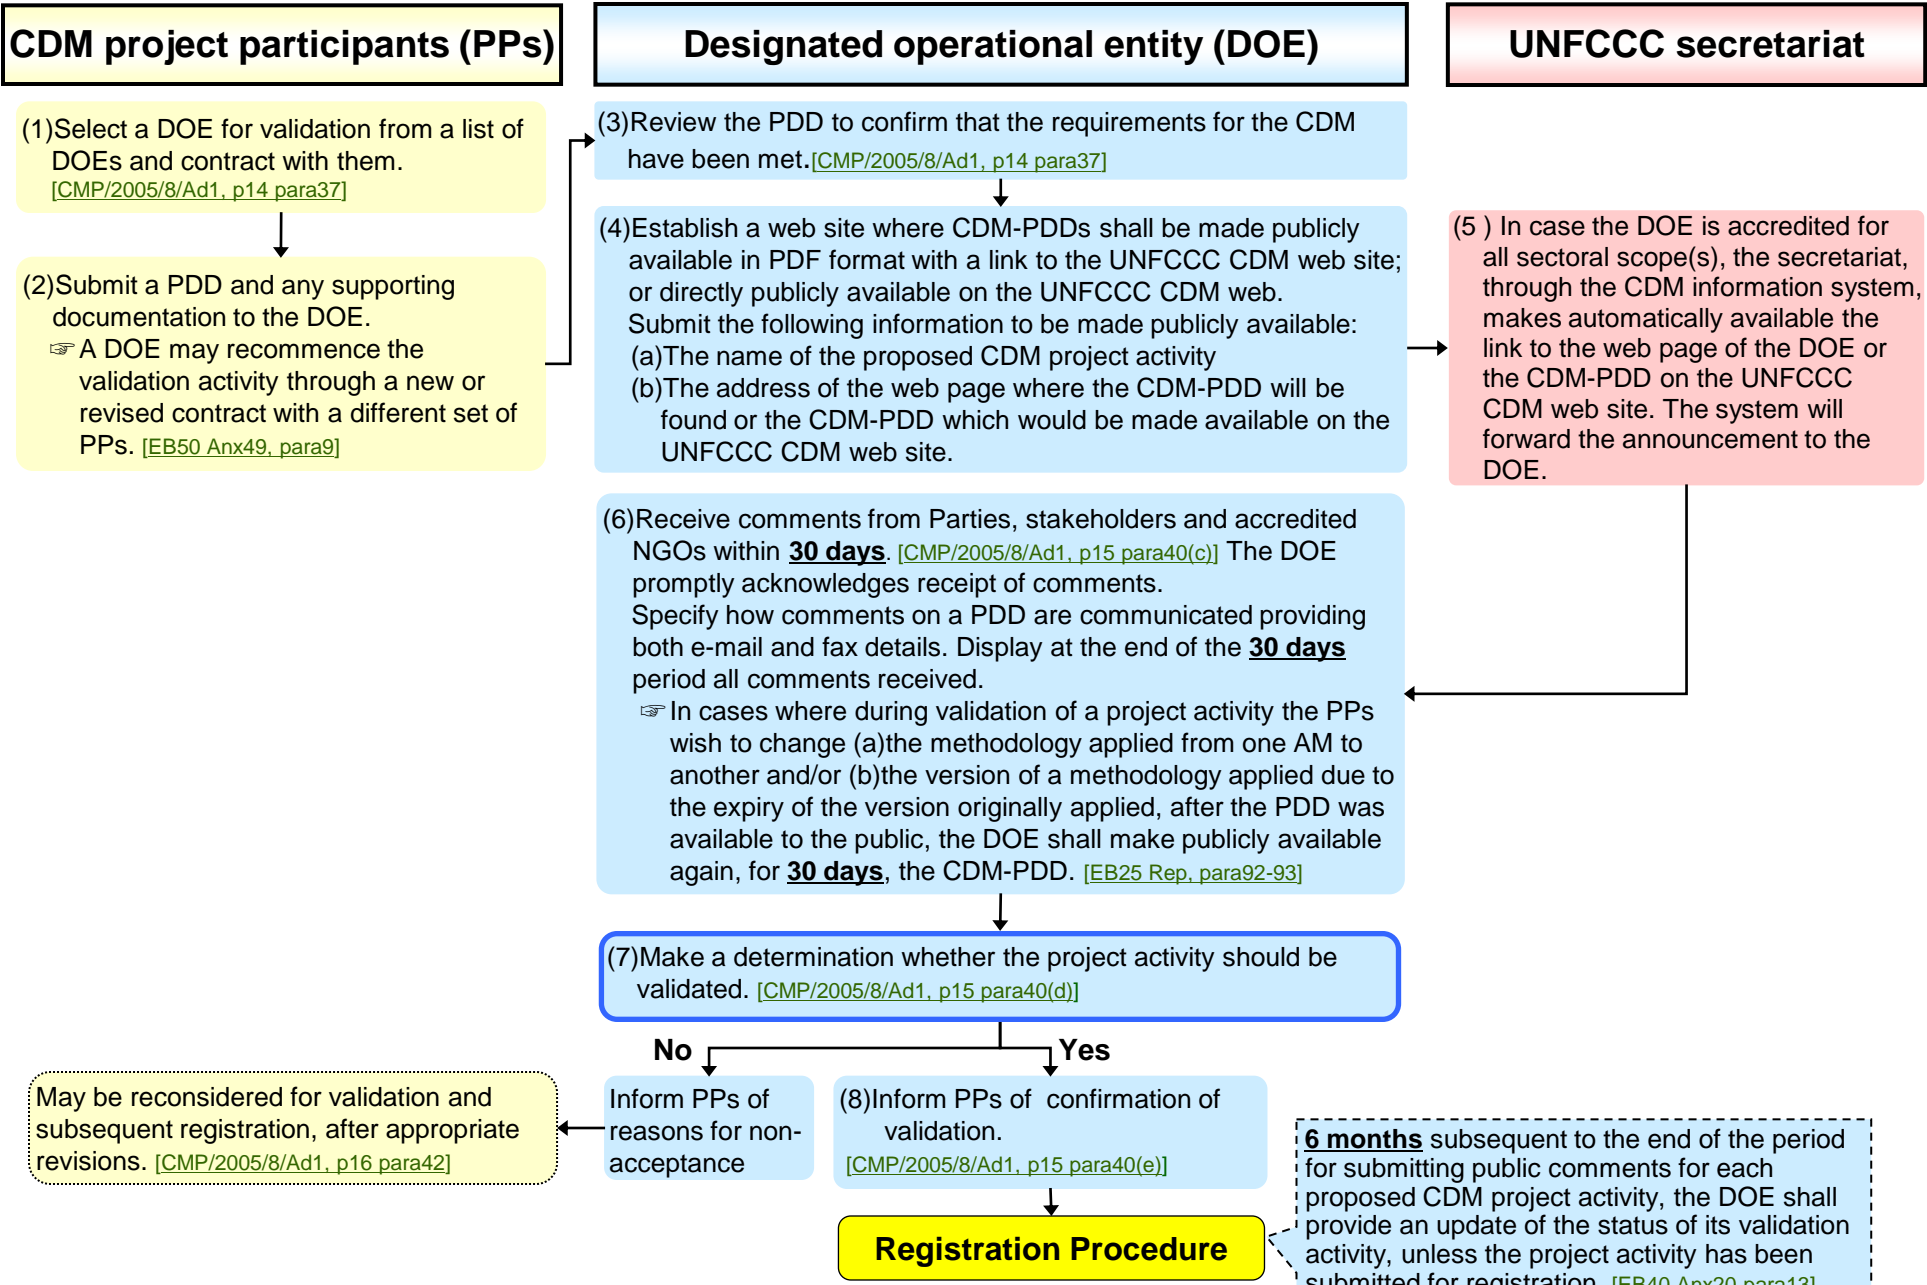 CDM project participants (PPs)
Designated operational entity (DOE)
UNFCCC secretariat
(1)Select a DOE for validation from a list of
DOEs and contract with them.
[CMP/2005/8/Ad1, p14 para37]
(2)Submit a PDD and any supporting
documentation to the DOE.
☞A DOE may recommence the
validation activity through a new or
revised contract with a different set of
PPs. [EB50 Anx49, para9]
(3)Review the PDD to confirm that the requirements for the CDM
have been met.[CMP/2005/8/Ad1, p14 para37]
(4)Establish a web site where CDM-PDDs shall be made publicly
available in PDF format with a link to the UNFCCC CDM web site;
or directly publicly available on the UNFCCC CDM web.
Submit the following information to be made publicly available:
(a)The name of the proposed CDM project activity
(b)The address of the web page where the CDM-PDD will be
found or the CDM-PDD which would be made available on the
UNFCCC CDM web site.
(5 ) In case the DOE is accredited for
all sectoral scope(s), the secretariat,
through the CDM information system,
makes automatically available the
link to the web page of the DOE or
the CDM-PDD on the UNFCCC
CDM web site. The system will
forward the announcement to the
DOE.
(6)Receive comments from Parties, stakeholders and accredited
NGOs within 30 days. [CMP/2005/8/Ad1, p15 para40(c)] The DOE
promptly acknowledges receipt of comments.
Specify how comments on a PDD are communicated providing
both e-mail and fax details. Display at the end of the 30 days
period all comments received.
☞In cases where during validation of a project activity the PPs
wish to change (a)the methodology applied from one AM to
another and/or (b)the version of a methodology applied due to
the expiry of the version originally applied, after the PDD was
available to the public, the DOE shall make publicly available
again, for 30 days, the CDM-PDD. [EB25 Rep, para92-93]
(7)Make a determination whether the project activity should be
validated. [CMP/2005/8/Ad1, p15 para40(d)]
No
Yes
May be reconsidered for validation and
subsequent registration, after appropriate
revisions. [CMP/2005/8/Ad1, p16 para42]
Inform PPs of
reasons for non-
acceptance
(8)Inform PPs of confirmation of
validation.
[CMP/2005/8/Ad1, p15 para40(e)]
Registration Procedure
6 months subsequent to the end of the period
for submitting public comments for each
proposed CDM project activity, the DOE shall
provide an update of the status of its validation
activity, unless the project activity has been
submitted for registration. [EB40 Anx20 para13]